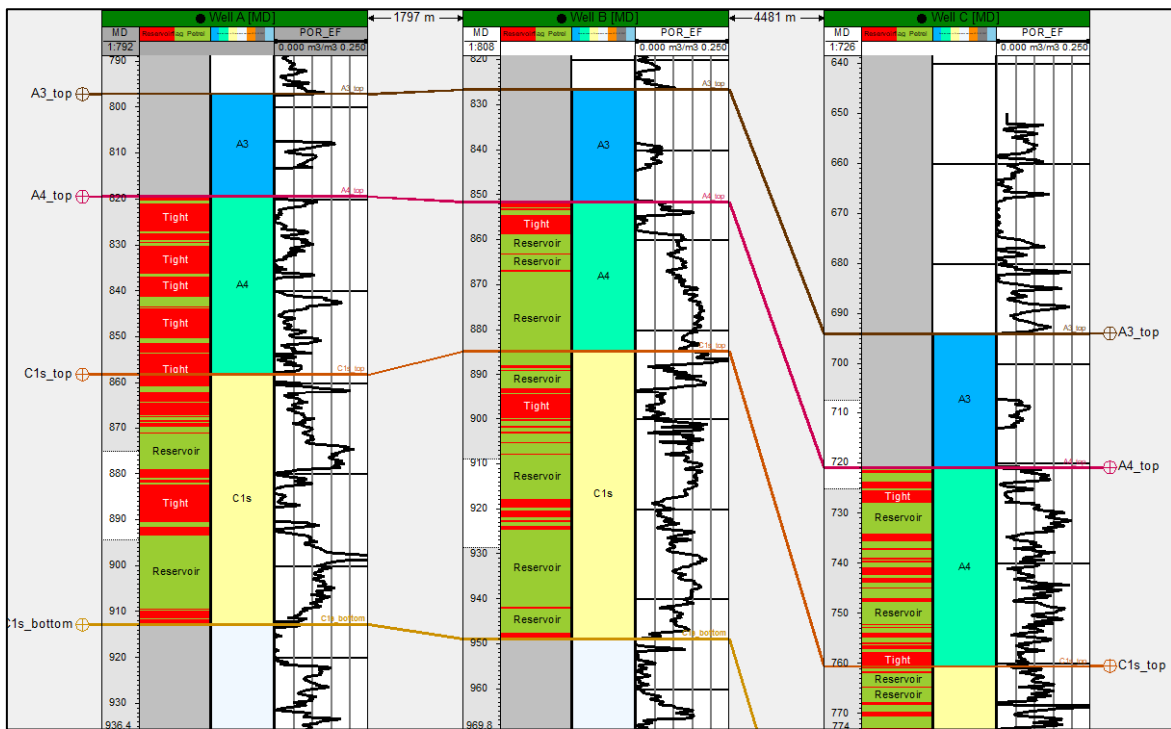 Well A [MD]
1797 m
Well B [MD]
4481 m
Well C [MD]
MD
1:792
POR_EF
0.000 m3/m3 0.250
MD
1:808
POR_EF
0.000 m3/m3 0.250
MD
1:726
POR_EF
0.000 m3/m3 0.250
A3_top
A4_top
C1s_top
C1s_bottom
790
800
810
820
830
840
850
860
870
880
890
900
910
920
930
936.4
Tight
Tight
Tight
Tight
Tight
Reservoir
Tight
Reservoir
A3
A4
C1s
A4_top
820
830
840
850
860
870
880
890
900
910
920
930
940
950
960
969.8
Tight
Reservoir
Reservoir
Reservoir
Reservoir
Tight
Reservoir
Reservoir
Reservoir
A3
A4
C1s
A3_top
A4_top
C1s_top
640
650
660
670
680
690
700
710
720
730
740
750
760
770
774
Tight
Reservoir
Reservoir
Tight
Reservoir
Reservoir
A3
A4
A3_top
A4_top
A3_top
A4_top
C1s_top